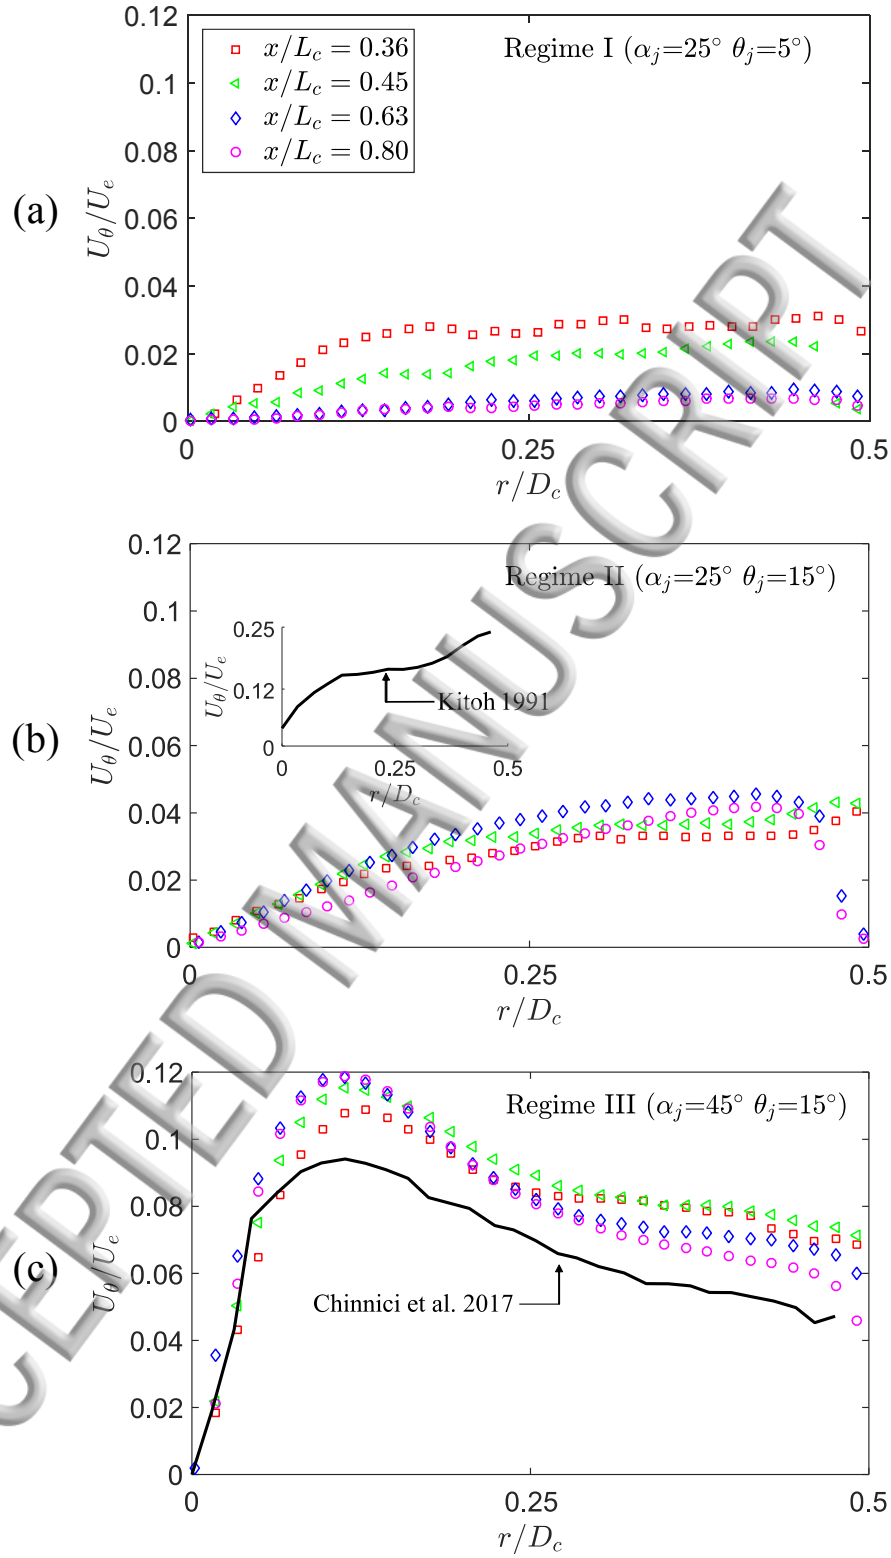 (a)
U_θ/U_e
0.12
0.1
0.08
0.06
0.04
0.02
0
x/L_c = 0.36
x/L_c = 0.45
x/L_c = 0.63
x/L_c = 0.80
Regime I (α_j=25° θ_j=5°)
0 0.25 0.5
r/D_c
(b)
U_θ/U_e
0.12
0.1
0.08
0.06
0.04
0.02
0
Regime II (α_j=25° θ_j=15°)
U_θ/U_e
0.25
0.12
0
Kitoh 1991
0 0.25 0.5
r/D_c
0 0.25 0.5
r/D_c
(c)
U_θ/U_e
0.12
0.1
0.08
0.06
0.04
0.02
0
Regime III (α_j=45° θ_j=15°)
Chinnici et al. 2017
0 0.25 0.5
r/D_c
CEPTED MANUSCRIPT